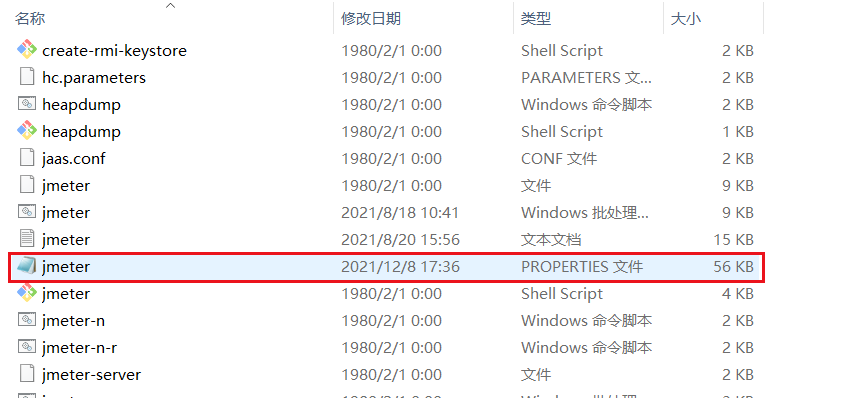 名称 修改日期 类型 大小
create-rmi-keystore 1980/2/1 0:00 Shell Script 2 KB
hc.parameters 1980/2/1 0:00 PARAMETERS 文... 2 KB
heapdump 1980/2/1 0:00 Windows 命令脚本 2 KB
heapdump 1980/2/1 0:00 Shell Script 1 KB
jaas.conf 1980/2/1 0:00 CONF 文件 2 KB
jmeter 1980/2/1 0:00 文件 9 KB
jmeter 2021/8/18 10:41 Windows 批处理... 9 KB
jmeter 2021/8/20 15:56 文本文档 15 KB
jmeter 2021/12/8 17:36 PROPERTIES 文件 56 KB
jmeter 1980/2/1 0:00 Shell Script 4 KB
jmeter-n 1980/2/1 0:00 Windows 命令脚本 2 KB
jmeter-n-r 1980/2/1 0:00 Windows 命令脚本 2 KB
jmeter-server 1980/2/1 0:00 文件 2 KB